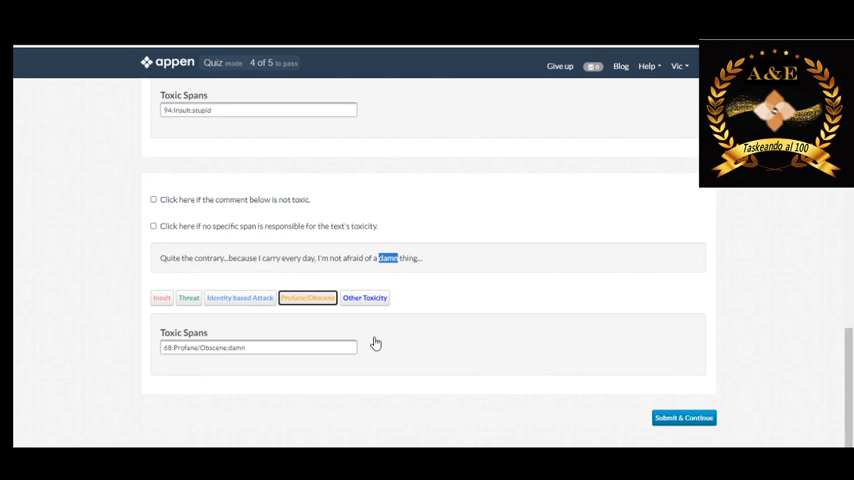 appen Quiz mode 4 of 5 to pass Give up Blog Help Vic
A&E
Taskeando al 100
Toxic Spans
94:Insult:stupid
Click here if the comment below is not toxic.
Click here if no specific span is responsible for the text's toxicity.
Quite the contrary...because I carry every day, I'm not afraid of a damn thing...
Insult Threat Identity based Attack Profane/Obscene Other Toxicity
Toxic Spans
68:Profane/Obscene:damn
Submit & Continue